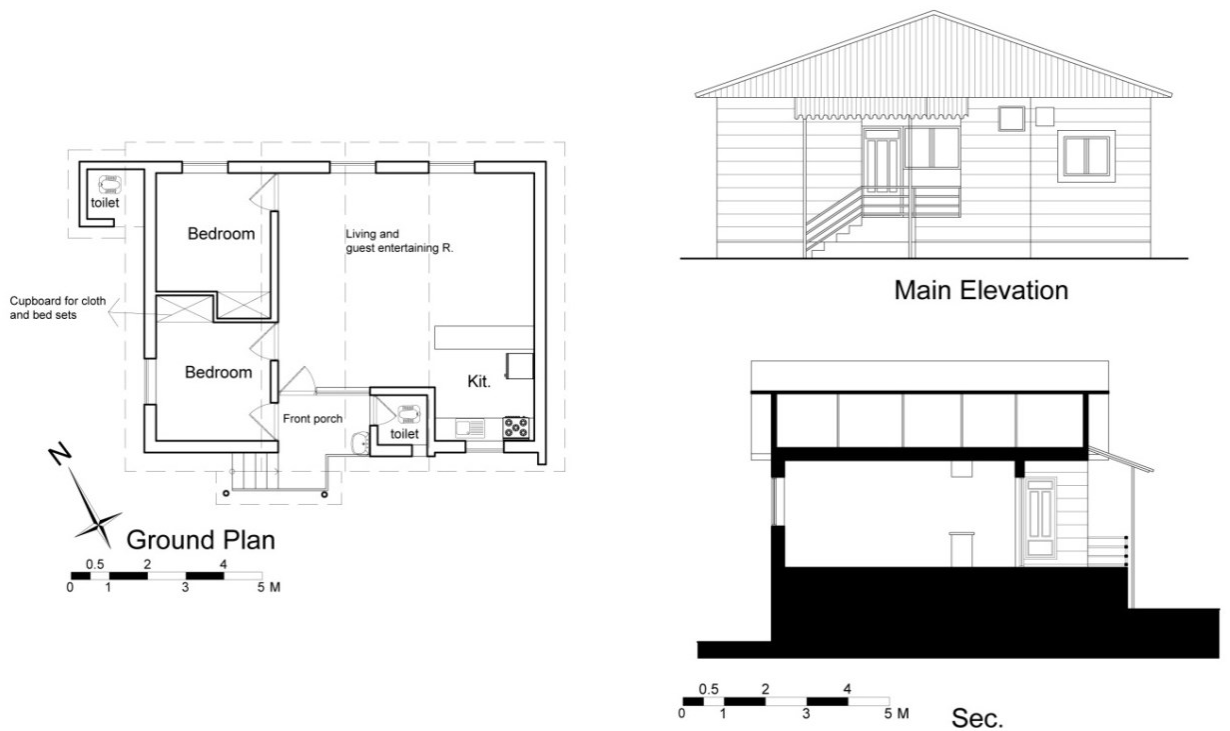 toilet
Bedroom
Living and
guest entertaining R.
Cupboard for cloth
and bed sets
Bedroom
Kit.
Front porch
toilet
N
Ground Plan
0.5 2 4
0 1 3 5 M
Main Elevation
0.5 2 4
0 1 3 5 M
Sec.